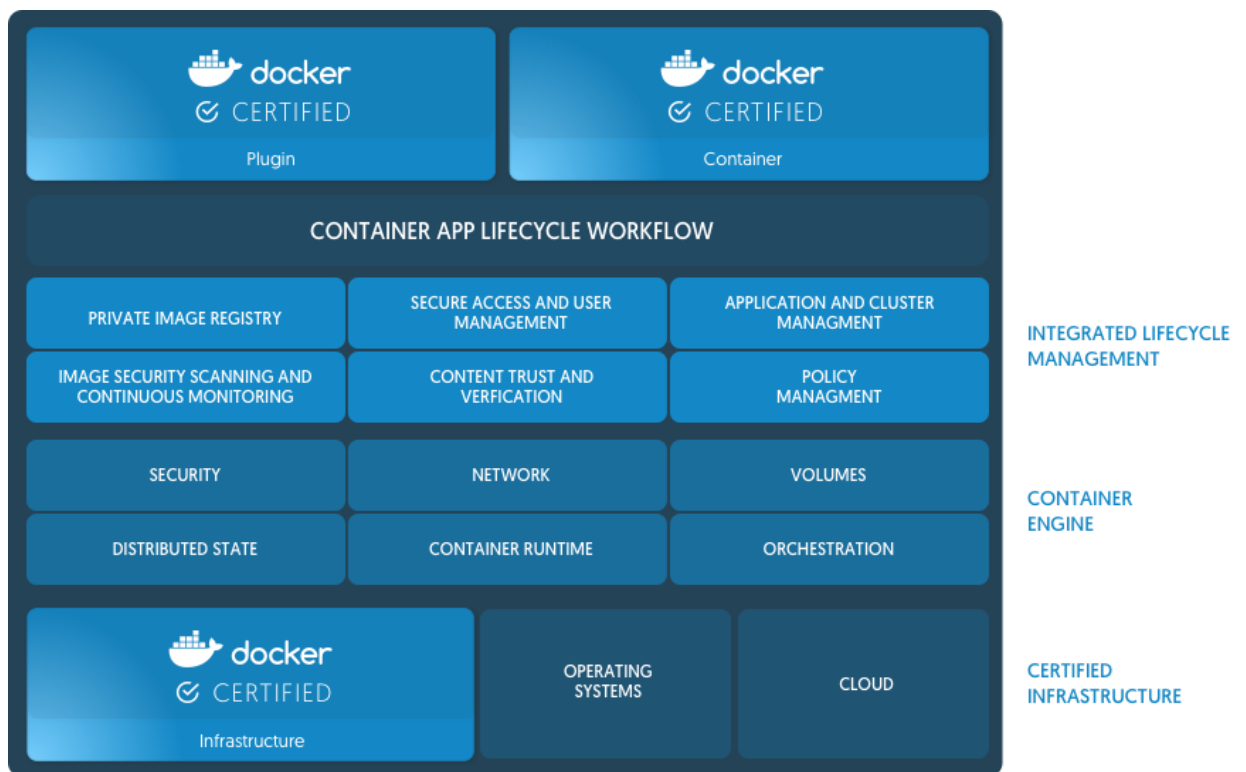 docker
CERTIFIED
Plugin
docker
CERTIFIED
Container
CONTAINER APP LIFECYCLE WORKFLOW
PRIVATE IMAGE REGISTRY
SECURE ACCESS AND USER
MANAGEMENT
APPLICATION AND CLUSTER
MANAGMENT
IMAGE SECURITY SCANNING AND
CONTINUOUS MONITORING
CONTENT TRUST AND
VERFICATION
POLICY
MANAGMENT
INTEGRATED LIFECYCLE
MANAGEMENT
SECURITY
NETWORK
VOLUMES
DISTRIBUTED STATE
CONTAINER RUNTIME
ORCHESTRATION
CONTAINER
ENGINE
docker
CERTIFIED
Infrastructure
OPERATING
SYSTEMS
CLOUD
CERTIFIED
INFRASTRUCTURE